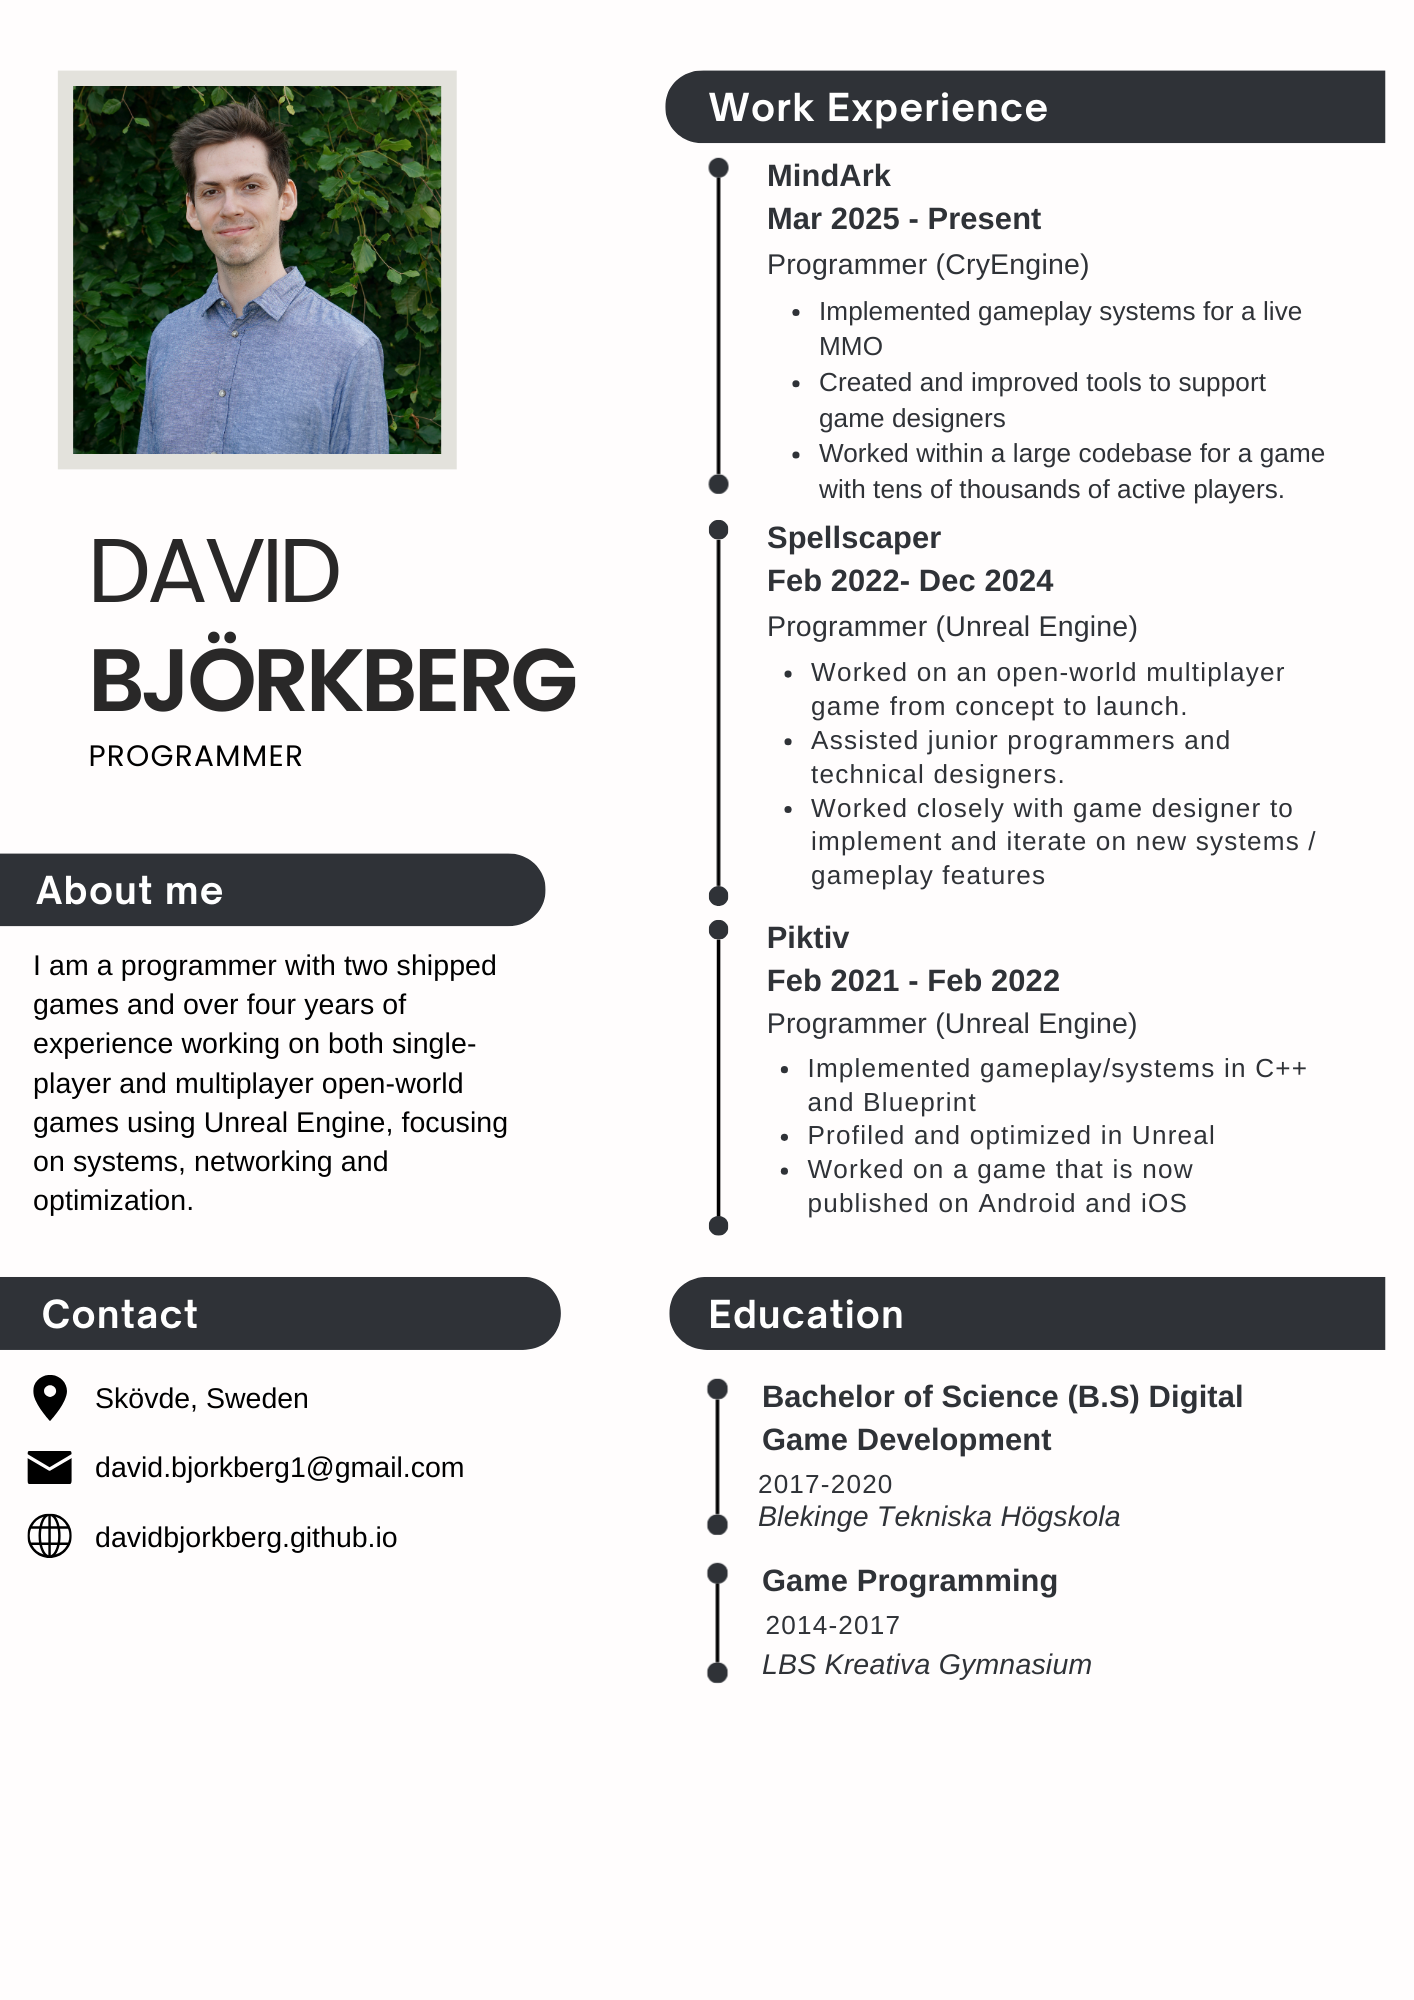 DAVID
BJÖRKBERG
PROGRAMMER
About me
I am a programmer with two shipped
games and over four years of
experience working on both single-
player and multiplayer open-world
games using Unreal Engine, focusing
on systems, networking and
optimization.
Contact
Skövde, Sweden
david.bjorkberg1@gmail.com
davidbjorkberg.github.io
Work Experience
MindArk
Mar 2025 - Present
Programmer (CryEngine)
• Implemented gameplay systems for a live
MMO
• Created and improved tools to support
game designers
• Worked within a large codebase for a game
with tens of thousands of active players.
Spellscaper
Feb 2022- Dec 2024
Programmer (Unreal Engine)
• Worked on an open-world multiplayer
game from concept to launch.
• Assisted junior programmers and
technical designers.
• Worked closely with game designer to
implement and iterate on new systems /
gameplay features
Piktiv
Feb 2021 - Feb 2022
Programmer (Unreal Engine)
• Implemented gameplay/systems in C++
and Blueprint
• Profiled and optimized in Unreal
• Worked on a game that is now
published on Android and iOS
Education
Bachelor of Science (B.S) Digital
Game Development
2017-2020
Blekinge Tekniska Högskola
Game Programming
2014-2017
LBS Kreativa Gymnasium